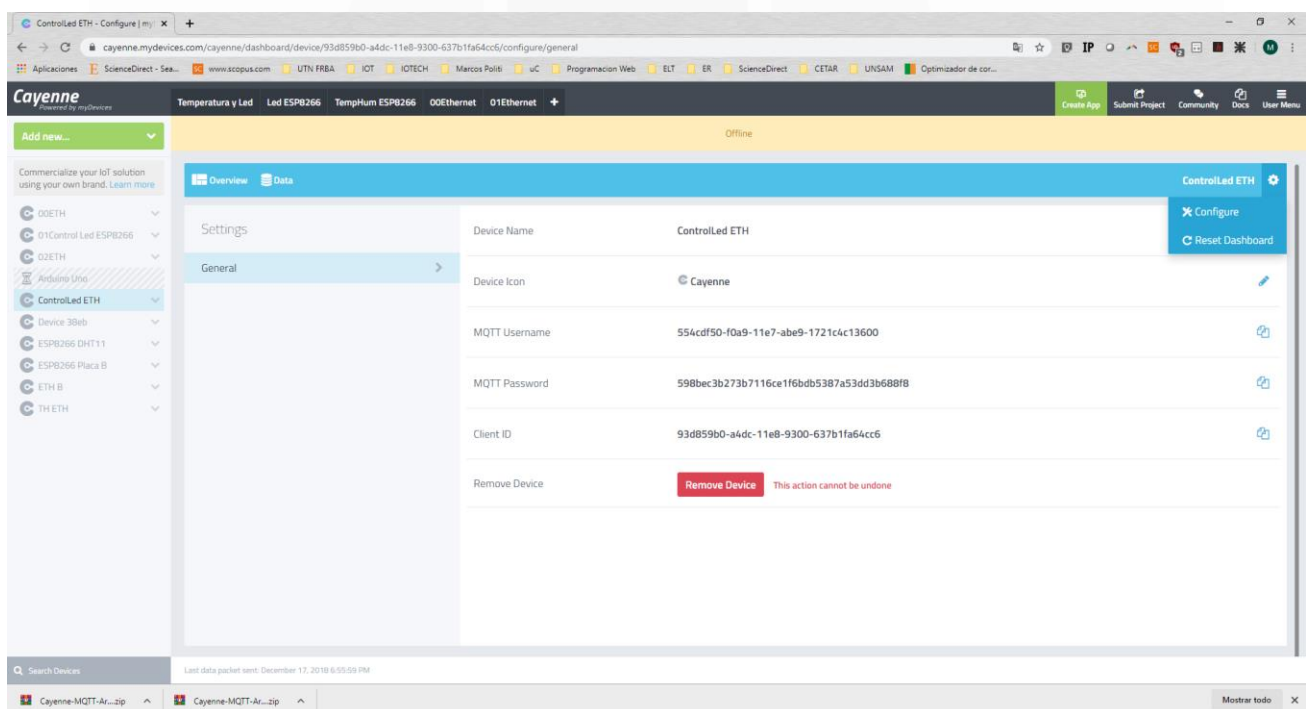 ControlLed ETH - Configure | my
cayenne.mydevices.com/cayenne/dashboard/device/93d859b0-a4dc-11e8-9300-637b1fa64cc6/configure/general
IP
M
Aplicaciones ScienceDirect - Sea... www.scopus.com UTN FRBA IOT IOTECH Marcos Politi uC Programacion Web ELT ER ScienceDirect CETAR UNSAM Optimizador de cor...
Cayenne
Powered by myDevices
Temperatura y Led Led ESP8266 TempHum ESP8266 00Ethernet 01Ethernet +
Create App Submit Project Community Docs User Menu
Add new...
Offline
Commercialize your IoT solution
using your own brand. Learn more
Overview Data
ControlLed ETH
Configure
Reset Dashboard
00ETH
01Control Led ESP8266
02ETH
Arduino Uno
ControlLed ETH
Device 38eb
ESP8266 DHT11
ESP8266 Placa B
ETH B
TH ETH
Settings
General
Device Name ControlLed ETH
Device Icon Cayenne
MQTT Username 554cdf50-f0a9-11e7-abe9-1721c4c13600
MQTT Password 598bec3b273b7116ce1f6bdb5387a53dd3b688f8
Client ID 93d859b0-a4dc-11e8-9300-637b1fa64cc6
Remove Device Remove Device This action cannot be undone
Search Devices
Last data packet sent: December 17, 2018 6:55:59 PM
Cayenne-MQTT-Ar....zip Cayenne-MQTT-Ar....zip Mostrar todo